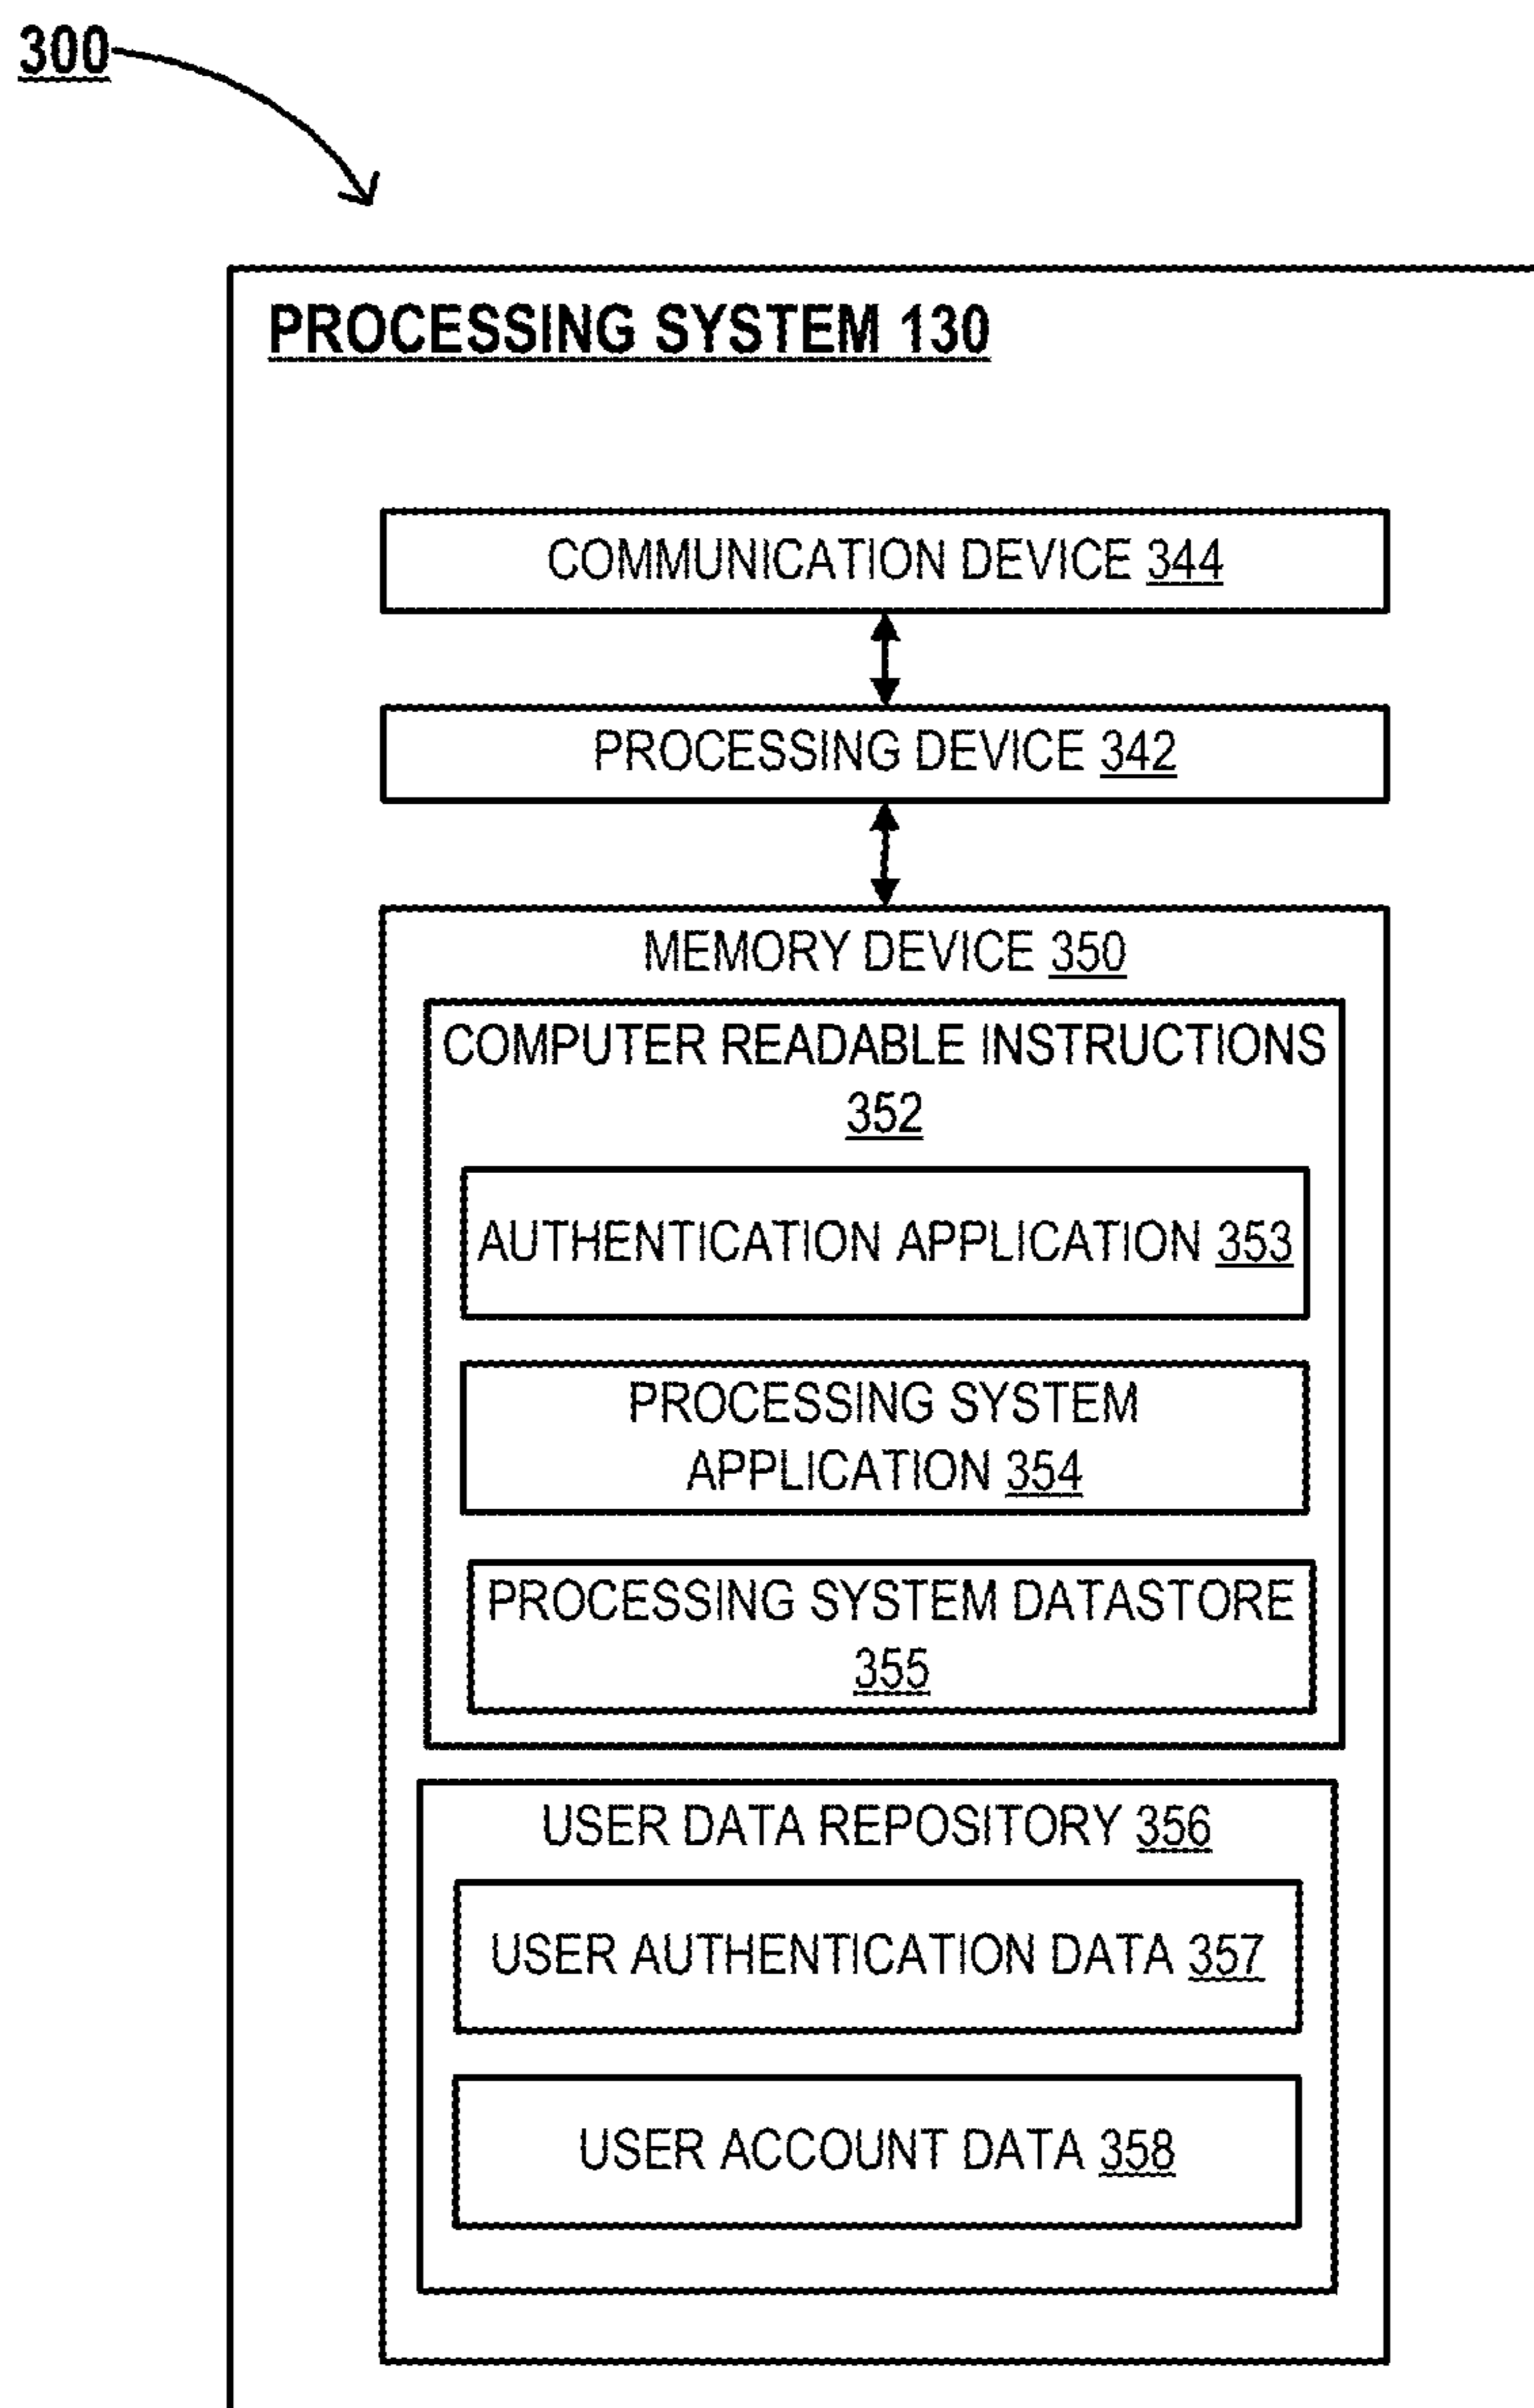 300
PROCESSING SYSTEM 130
COMMUNICATION DEVICE 344
PROCESSING DEVICE 342
MEMORY DEVICE 350
COMPUTER READABLE INSTRUCTIONS
352
AUTHENTICATION APPLICATION 353
PROCESSING SYSTEM
APPLICATION 354
PROCESSING SYSTEM DATASTORE
355
USER DATA REPOSITORY 356
USER AUTHENTICATION DATA 357
USER ACCOUNT DATA 358